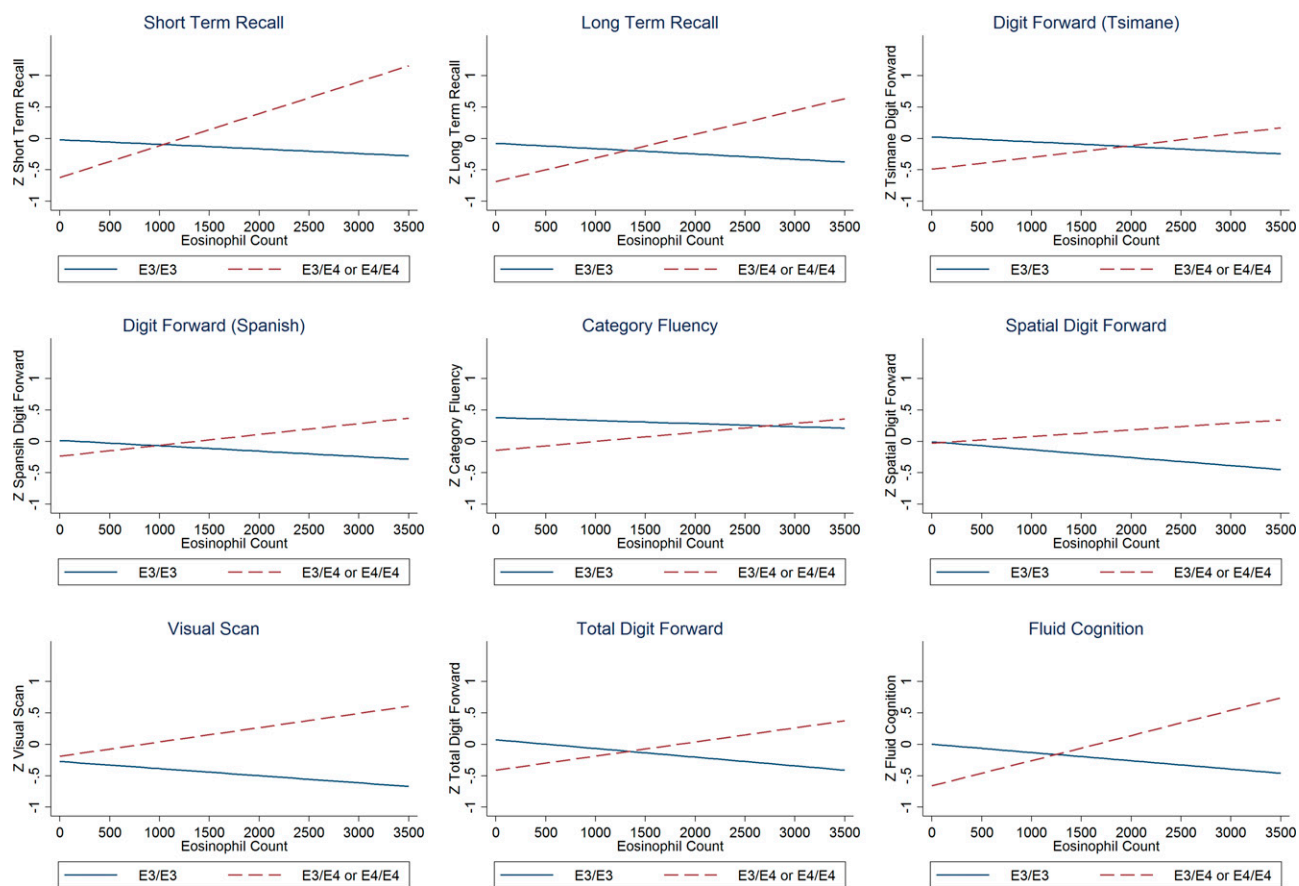 Short Term Recall
Z Short Term Recall
-1 -.5 0 .5 1
0 500 1000 1500 2000 2500 3000 3500
Eosinophil Count
E3/E3 E3/E4 or E4/E4
Long Term Recall
Z Long Term Recall
-1 -.5 0 .5 1
0 500 1000 1500 2000 2500 3000 3500
Eosinophil Count
E3/E3 E3/E4 or E4/E4
Digit Forward (Tsimane)
Z Tsimane Digit Forward
-1 -.5 0 .5 1
0 500 1000 1500 2000 2500 3000 3500
Eosinophil Count
E3/E3 E3/E4 or E4/E4
Digit Forward (Spanish)
Z Spansih Digit Forward
-1 -.5 0 .5 1
0 500 1000 1500 2000 2500 3000 3500
Eosinophil Count
E3/E3 E3/E4 or E4/E4
Category Fluency
Z Category Fluency
-1 -.5 0 .5 1
0 500 1000 1500 2000 2500 3000 3500
Eosinophil Count
E3/E3 E3/E4 or E4/E4
Spatial Digit Forward
Z Spatial Digit Forward
-1 -.5 0 .5 1
0 500 1000 1500 2000 2500 3000 3500
Eosinophil Count
E3/E3 E3/E4 or E4/E4
Visual Scan
Z Visual Scan
-1 -.5 0 .5 1
0 500 1000 1500 2000 2500 3000 3500
Eosinophil Count
E3/E3 E3/E4 or E4/E4
Total Digit Forward
Z Total Digit Forward
-1 -.5 0 .5 1
0 500 1000 1500 2000 2500 3000 3500
Eosinophil Count
E3/E3 E3/E4 or E4/E4
Fluid Cognition
Z Fluid Cognition
-1 -.5 0 .5 1
0 500 1000 1500 2000 2500 3000 3500
Eosinophil Count
E3/E3 E3/E4 or E4/E4